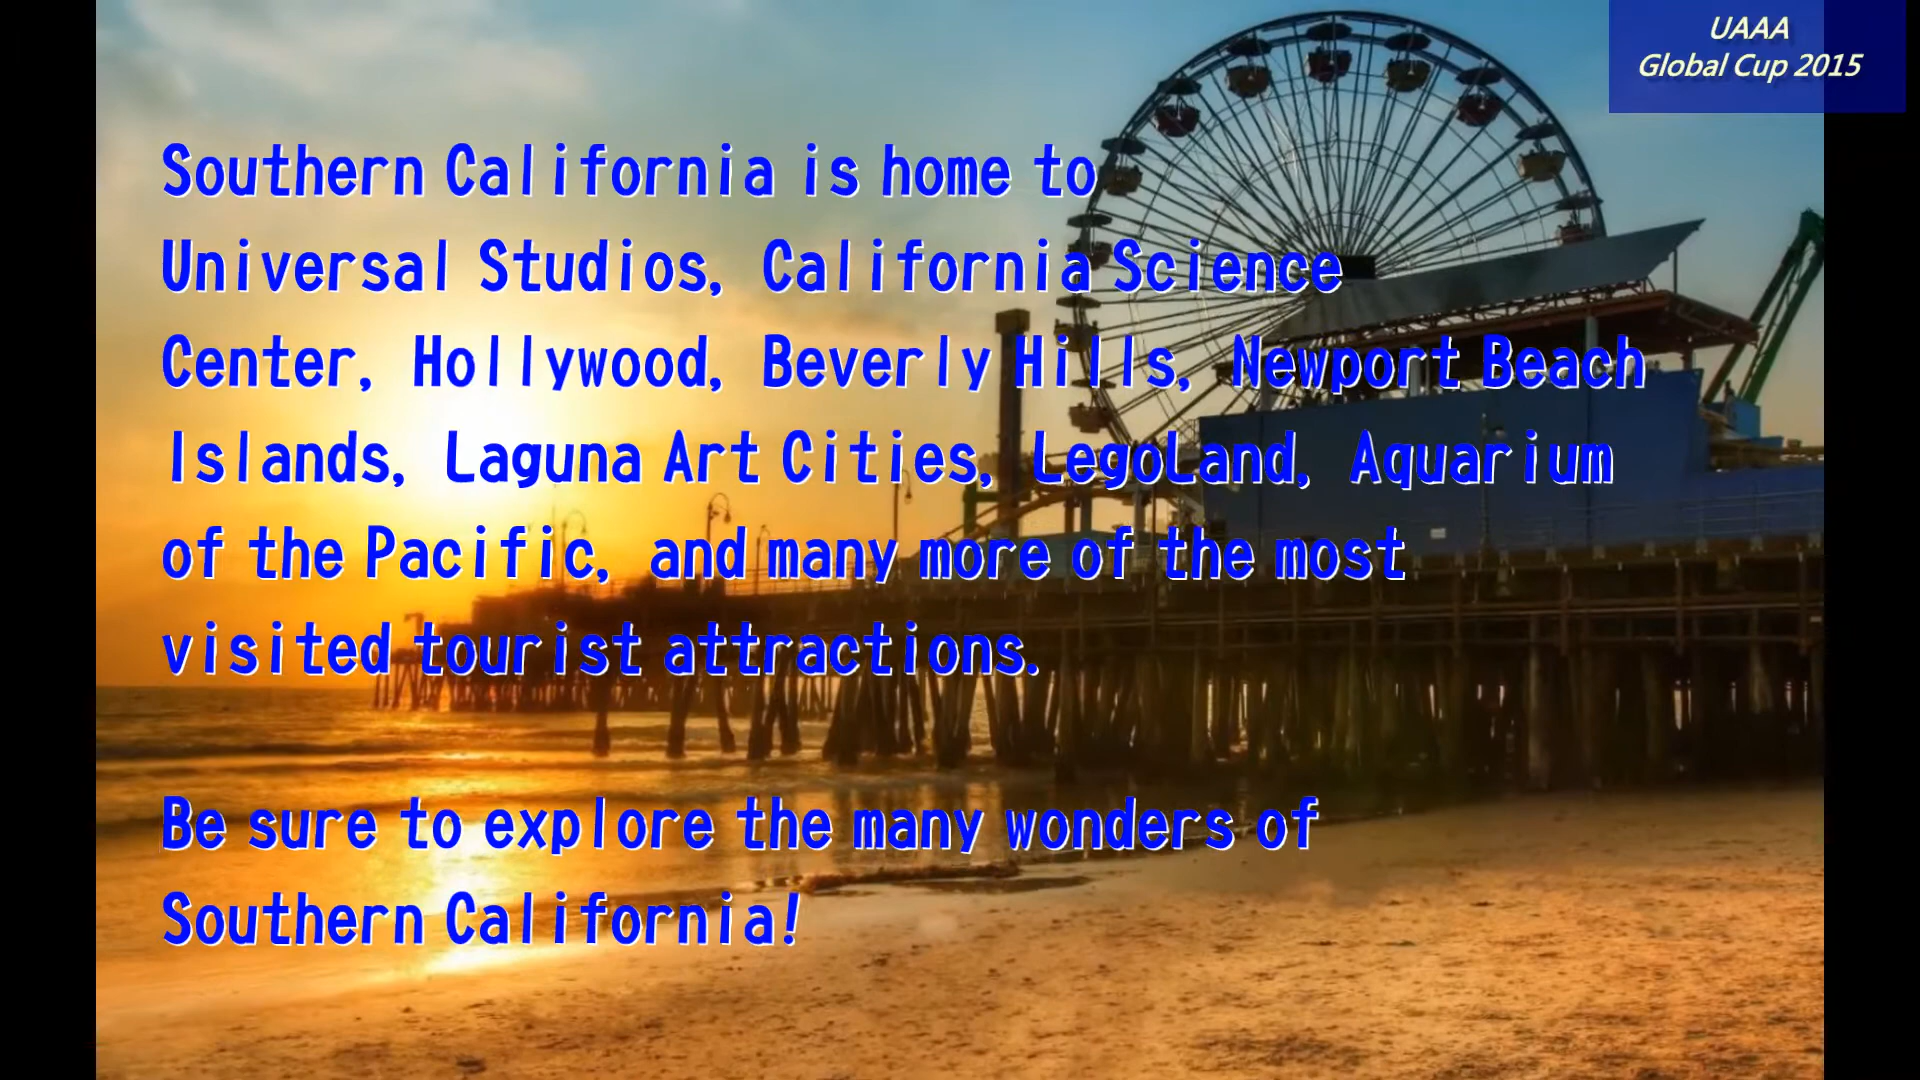 UAAA
Global Cup 2015
Southern California is home to
Universal Studios, California Science
Center, Hollywood, Beverly Hills, Newport Beach
Islands, Laguna Art Cities, LegoLand, Aquarium
of the Pacific, and many more of the most
visited tourist attractions.
Be sure to explore the many wonders of
Southern California!